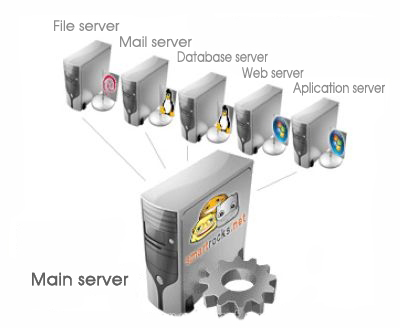 File server
Mail server
Database server
Web server
Aplication server
smartrocks.net
Main server